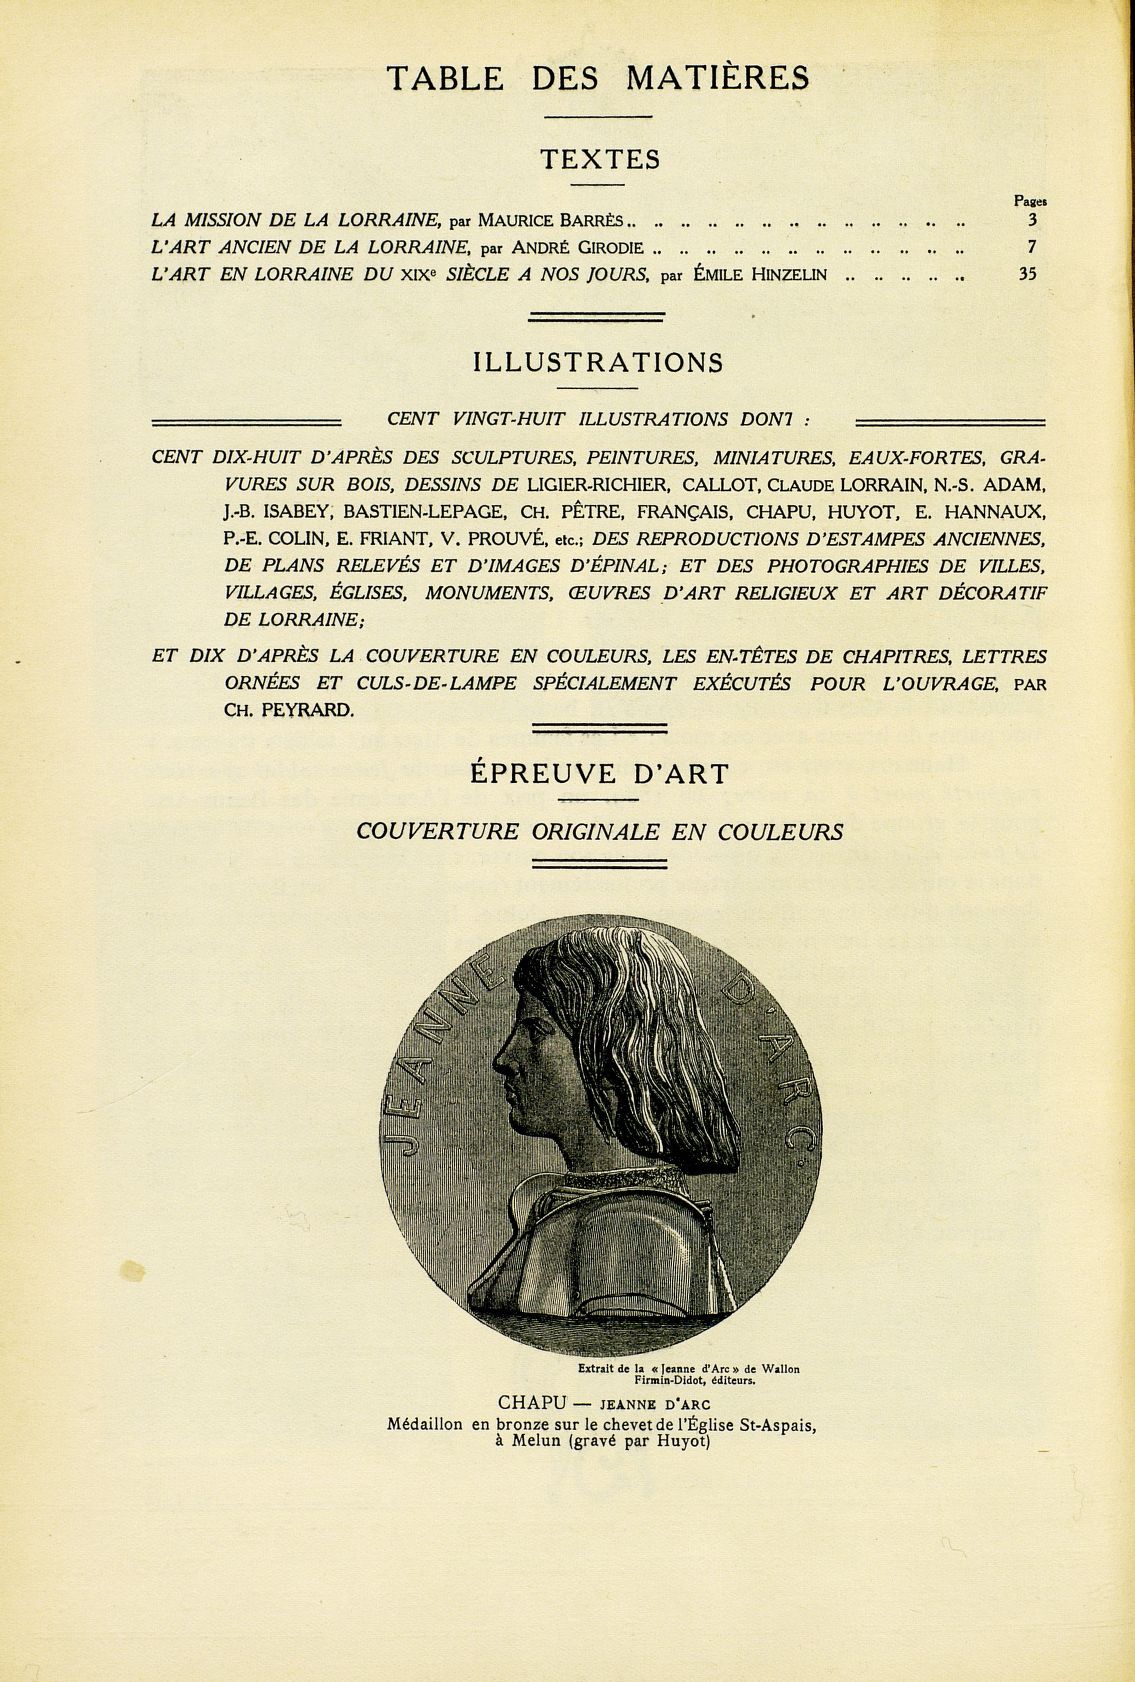 TABLE DES MATIÈRES
TEXTES
Pages
LA MISSION DE LA LORRAINE, par MAURICE BARRÈS.. .. .. .. .. .. .. .. .. .. .. .. .. 3
L'ART ANCIEN DE LA LORRAINE, par ANDRÉ GIRODIE .. .. .. .. .. .. .. .. .. .. .. .. 7
L'ART EN LORRAINE DU XIXe SIÈCLE A NOS JOURS, par ÉMILE HINZELIN .. .. .. .. .. 35
ILLUSTRATIONS
CENT VINGT-HUIT ILLUSTRATIONS DONT :
CENT DIX-HUIT D'APRÈS DES SCULPTURES, PEINTURES, MINIATURES, EAUX-FORTES, GRA-
VURES SUR BOIS, DESSINS DE LIGIER-RICHIER, CALLOT, CLAUDE LORRAIN, N.-S. ADAM,
J.-B. ISABEY, BASTIEN-LEPAGE, CH. PÊTRE, FRANÇAIS, CHAPU, HUYOT, E. HANNAUX,
P.-E. COLIN, E. FRIANT, V. PROUVÉ, etc.; DES REPRODUCTIONS D'ESTAMPES ANCIENNES,
DE PLANS RELEVÉS ET D'IMAGES D'ÉPINAL; ET DES PHOTOGRAPHIES DE VILLES,
VILLAGES, ÉGLISES, MONUMENTS, ŒUVRES D'ART RELIGIEUX ET ART DÉCORATIF
DE LORRAINE;
ET DIX D'APRÈS LA COUVERTURE EN COULEURS, LES EN-TÊTES DE CHAPITRES, LETTRES
ORNÉES ET CULS-DE-LAMPE SPÉCIALEMENT EXÉCUTÉS POUR L'OUVRAGE, PAR
CH. PEYRARD.
ÉPREUVE D'ART
COUVERTURE ORIGINALE EN COULEURS
JEANNE D'ARC.
Extrait de la « Jeanne d'Arc » de Wallon
Firmin-Didot, éditeurs.
CHAPU — JEANNE D'ARC
Médaillon en bronze sur le chevet de l'Église St-Aspais,
à Melun (gravé par Huyot)